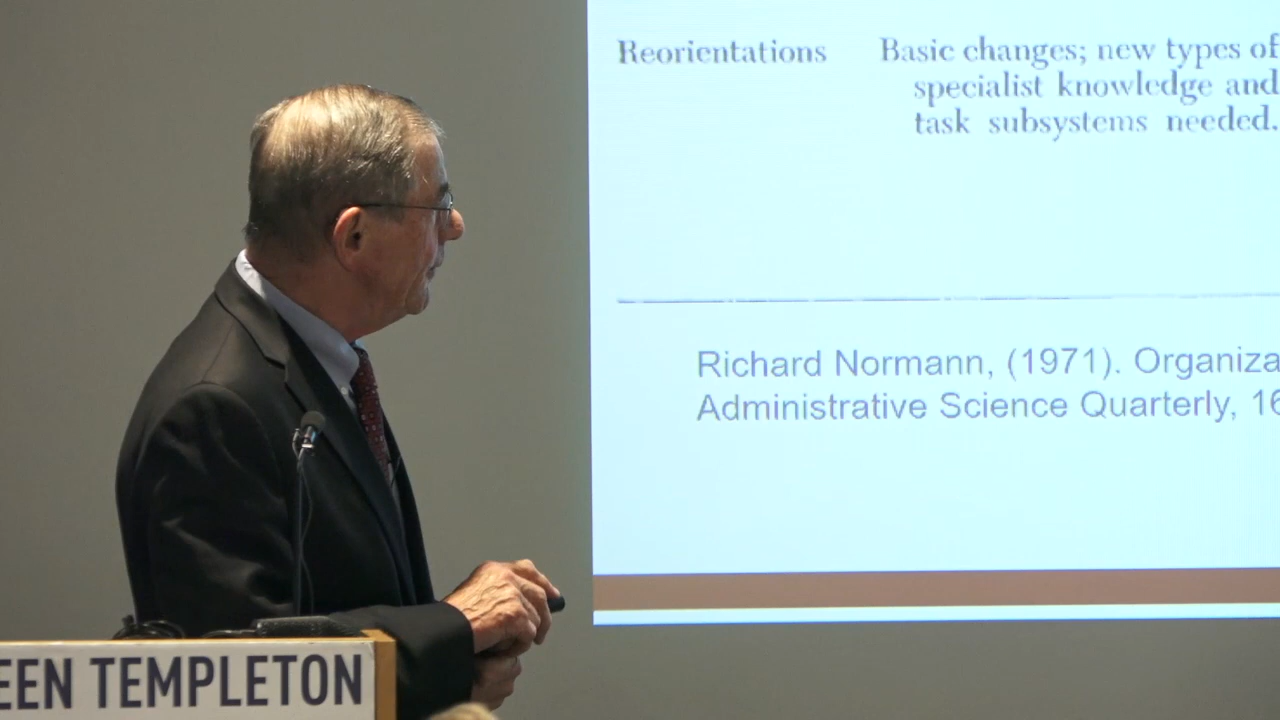 Reorientations Basic changes; new types of
specialist knowledge and
task subsystems needed.
Richard Normann, (1971). Organiza
Administrative Science Quarterly, 16
EEN TEMPLETON